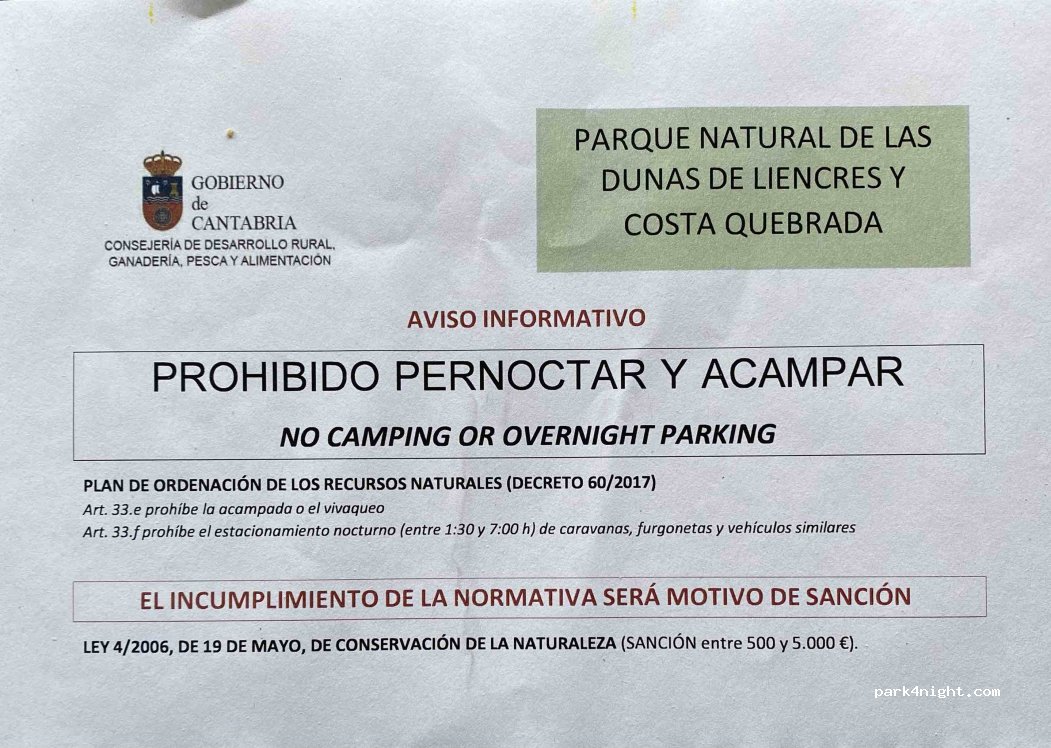 GOBIERNO
de
CANTABRIA
CONSEJERÍA DE DESARROLLO RURAL,
GANADERÍA, PESCA Y ALIMENTACIÓN
PARQUE NATURAL DE LAS
DUNAS DE LIENCRES Y
COSTA QUEBRADA
AVISO INFORMATIVO
PROHIBIDO PERNOCTAR Y ACAMPAR
NO CAMPING OR OVERNIGHT PARKING
PLAN DE ORDENACIÓN DE LOS RECURSOS NATURALES (DECRETO 60/2017)
Art. 33.e prohíbe la acampada o el vivaqueo
Art. 33.f prohíbe el estacionamiento nocturno (entre 1:30 y 7:00 h) de caravanas, furgonetas y vehículos similares
EL INCUMPLIMIENTO DE LA NORMATIVA SERÁ MOTIVO DE SANCIÓN
LEY 4/2006, DE 19 DE MAYO, DE CONSERVACIÓN DE LA NATURALEZA (SANCIÓN entre 500 y 5.000 €).
park4night.com